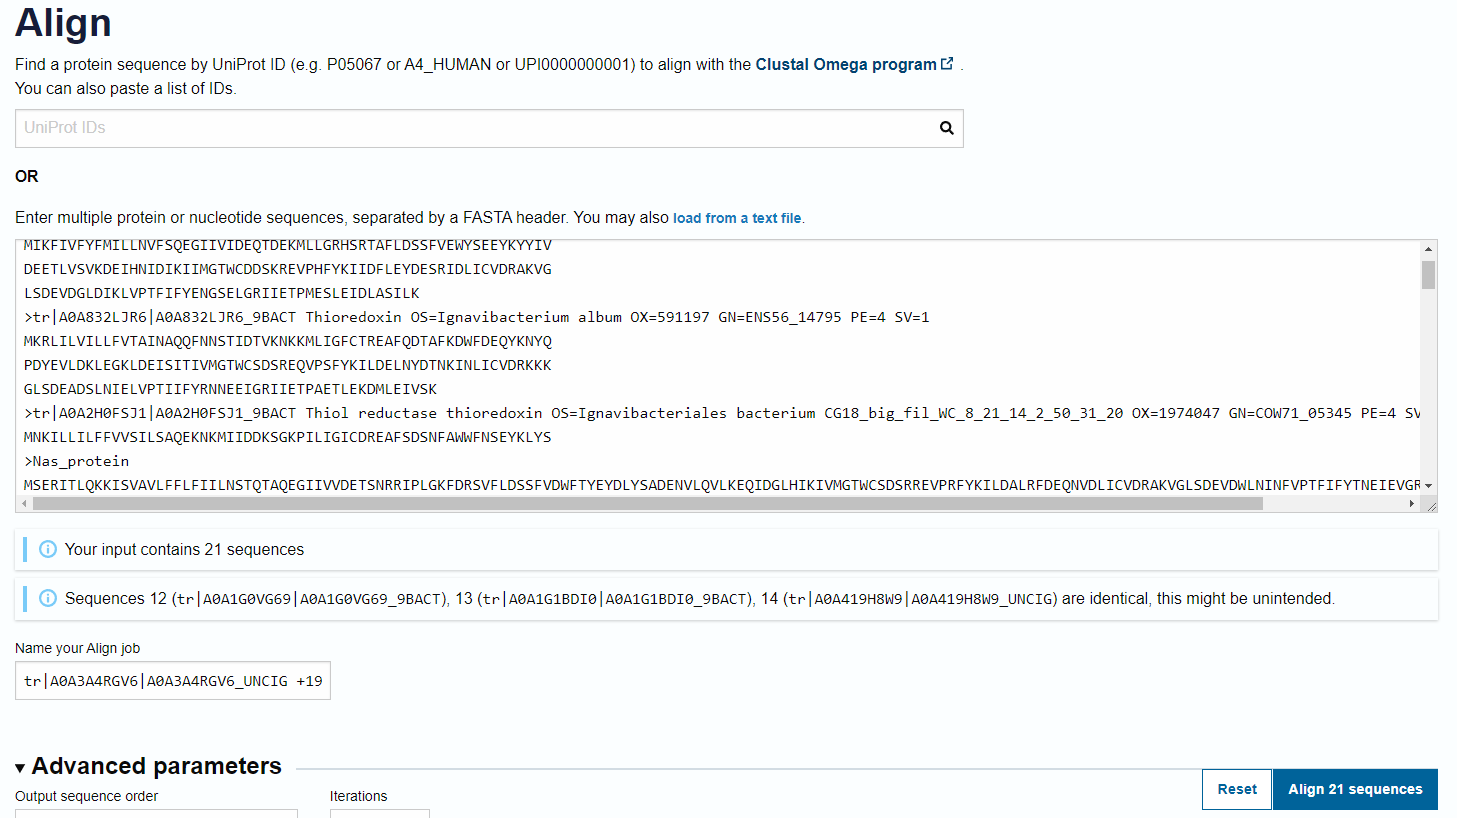 Align
Find a protein sequence by UniProt ID (e.g. P05067 or A4_HUMAN or UPI0000000001) to align with the Clustal Omega program .
You can also paste a list of IDs.
UniProt IDs
OR
Enter multiple protein or nucleotide sequences, separated by a FASTA header. You may also load from a text file.
MIKFIVFYFMILLNVFSQEGIIVIDEQTDEKMLLGRHSRTAFLDSSFVEWYSEEYKYYIV
DEETLVSVKDEIHNIDIKIIMGTWCDDSKREVPHFYKIIDFLEYDESRIDLICVDRAKVG
LSDEVDGLDIKLVPTFIFYENGSELGRIIETPMESLEIDLASILK
>tr|A0A832LJR6|A0A832LJR6_9BACT Thioredoxin OS=Ignavibacterium album OX=591197 GN=ENS56_14795 PE=4 SV=1
MKRLILVILLFVTAINAQQFNNSTIDTVKNKKMLIGFCTREAFQDTAFKDWFDEQYKNYQ
PDYEVLDKLEGKLDEISITIVMGTWCSDSREQVPSFYKILDELNYDTNKINLICVDRKKK
GLSDEADSLNIELVPTIIFYRNNEEIGRIIETPAETLEKDMLEIVSK
>tr|A0A2H0FSJ1|A0A2H0FSJ1_9BACT Thiol reductase thioredoxin OS=Ignavibacteriales bacterium CG18_big_fil_WC_8_21_14_2_50_31_20 OX=1974047 GN=COW71_05345 PE=4 SV
MNKILLILFFVVSILSAQEKNKMIIDDKSGKPILIGICDREAFSDSNFAWWFNSEYKLYS
>Nas_protein
MSERITLQKKISVAVLFFLFIILNSTQTAQEGIIVVDETSNRRIPLGKFDRSVFLDSSFVDWFTYEYDLYSADENVLQVLKEQIDGLHIKIVMGTWCSDSRREVPRFYKILDALRFDEQNVDLICVDRAKVGLSDEVDWLNINFVPTFIFYTNEIEVGR
Your input contains 21 sequences
Sequences 12 (tr|A0A1G0VG69|A0A1G0VG69_9BACT), 13 (tr|A0A1G1BDI0|A0A1G1BDI0_9BACT), 14 (tr|A0A419H8W9|A0A419H8W9_UNCIG) are identical, this might be unintended.
Name your Align job
tr|A0A3A4RGV6|A0A3A4RGV6_UNCIG +19
Advanced parameters
Output sequence order
Iterations
Reset
Align 21 sequences